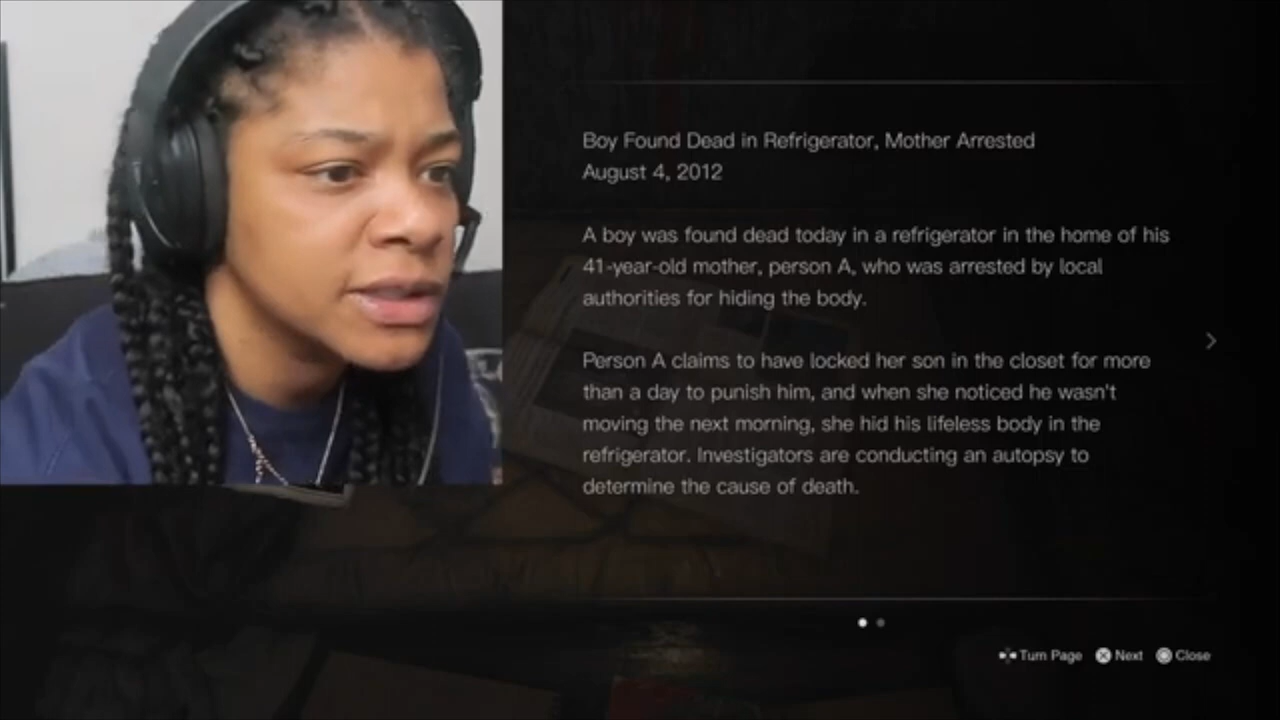 Boy Found Dead in Refrigerator, Mother Arrested
August 4, 2012
A boy was found dead today in a refrigerator in the home of his
41-year-old mother, person A, who was arrested by local
authorities for hiding the body.
Person A claims to have locked her son in the closet for more
than a day to punish him, and when she noticed he wasn't
moving the next morning, she hid his lifeless body in the
refrigerator. Investigators are conducting an autopsy to
determine the cause of death.
Turn Page Next Close